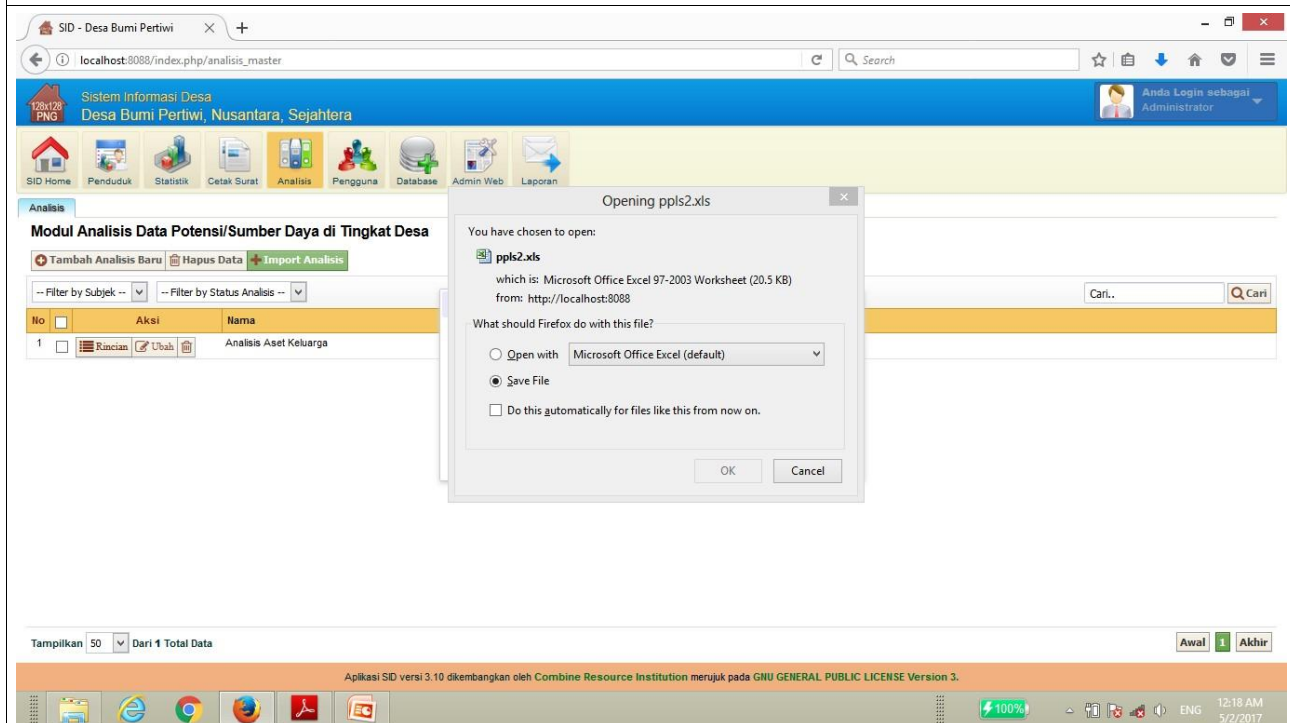 SID - Desa Bumi Pertiwi
localhost:8088/index.php/analisis_master
Search
128x128 PNG
Sistem Informasi Desa
Desa Bumi Pertiwi, Nusantara, Sejahtera
Anda Login sebagai
Administrator
SID Home Penduduk Statistik Cetak Surat Analisis Pengguna Database Admin Web Laporan
Analisis
Modul Analisis Data Potensi/Sumber Daya di Tingkat Desa
Tambah Analisis Baru Hapus Data Import Analisis
-- Filter by Subjek -- -- Filter by Status Analisis --
Cari.. Cari
No Aksi Nama
1 Rincian Ubah Analisis Aset Keluarga
Opening ppls2.xls
You have chosen to open:
ppls2.xls
which is: Microsoft Office Excel 97-2003 Worksheet (20.5 KB)
from: http://localhost:8088
What should Firefox do with this file?
Open with Microsoft Office Excel (default)
Save File
Do this automatically for files like this from now on.
OK Cancel
Tampilkan 50 Dari 1 Total Data
Awal 1 Akhir
Aplikasi SID versi 3.10 dikembangkan oleh Combine Resource Institution merujuk pada GNU GENERAL PUBLIC LICENSE Version 3.
100% ENG 12:18 AM
5/2/2017